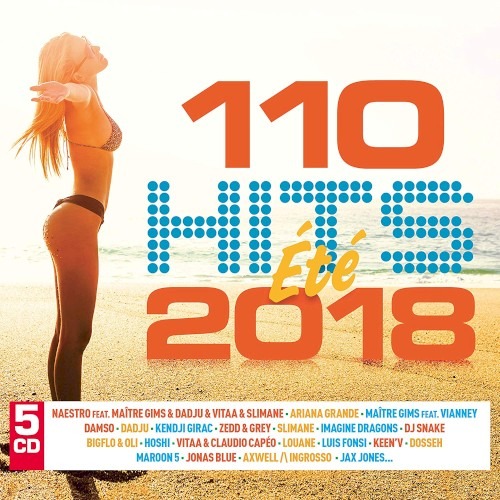 110
HITS
Été
2018
5
CD
NAESTRO FEAT. MAÎTRE GIMS & DADJU & VITAA & SLIMANE • ARIANA GRANDE • MAÎTRE GIMS FEAT. VIANNEY
DAMSO • DADJU • KENDJI GIRAC • ZEDD & GREY • SLIMANE • IMAGINE DRAGONS • DJ SNAKE
BIGFLO & OLI • HOSHI • VITAA & CLAUDIO CAPÉO • LOUANE • LUIS FONSI • KEEN'V • DOSSEH
MAROON 5 • JONAS BLUE • AXWELL /\ INGROSSO • JAX JONES...